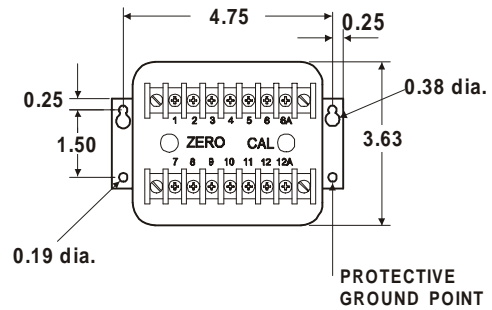 4.75
0.25
0.25
0.38 dia.
1 2 3 4 5 6 6A
1.50
ZERO CAL
3.63
7 8 9 10 11 12 12A
0.19 dia.
PROTECTIVE
GROUND POINT